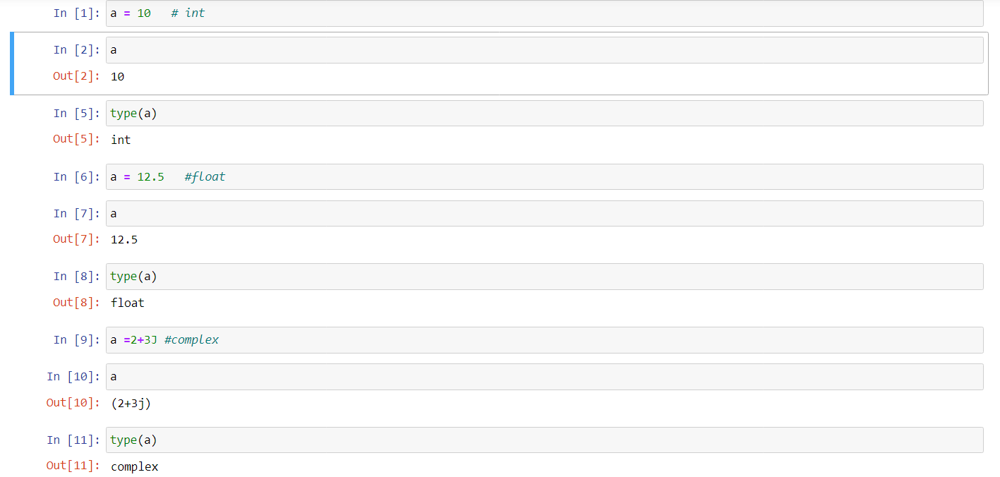 In [1]: a = 10   # int
In [2]: a
Out[2]: 10
In [5]: type(a)
Out[5]: int
In [6]: a = 12.5   #float
In [7]: a
Out[7]: 12.5
In [8]: type(a)
Out[8]: float
In [9]: a =2+3J #complex
In [10]: a
Out[10]: (2+3j)
In [11]: type(a)
Out[11]: complex